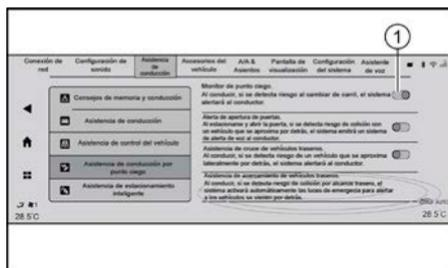 1
Conexión de red
Configuración de sonido
Asistencia de conducción
Accesorios del vehículo
A/A & Asientos
Pantalla de visualización
Configuración del sistema
Asistente de voz
Consejos de memoria y conducción
Asistencia de conducción
Asistencia de control del vehículo
Asistencia de conducción por punto ciego
Asistencia de estacionamiento inteligente
Monitor de punto ciego.
Al conducir, si se detecta riesgo al cambiar de carril, el sistema
alertará al conductor.
Alerta de apertura de puertas.
Al estacionarse y abrir la puerta, si se detecta riesgo de colisión con
un vehículo que se aproxima por detrás, el sistema emitirá un sistema
de alerta de voz al conductor.
Asistencia de cruce de vehículos traseros.
Al conducir, si se detecta riesgo de un vehículo que se aproxima
lateralmente por detrás, el sistema alertará al conductor.
Asistencia de acercamiento de vehículos traseros.
Al conducir, si se detecta riesgo de colisión por alcance trasero, el
sistema activará automáticamente las luces de emergencia para alertar
a los vehículos se vienten por detrás.
28.5°C
28.5°C